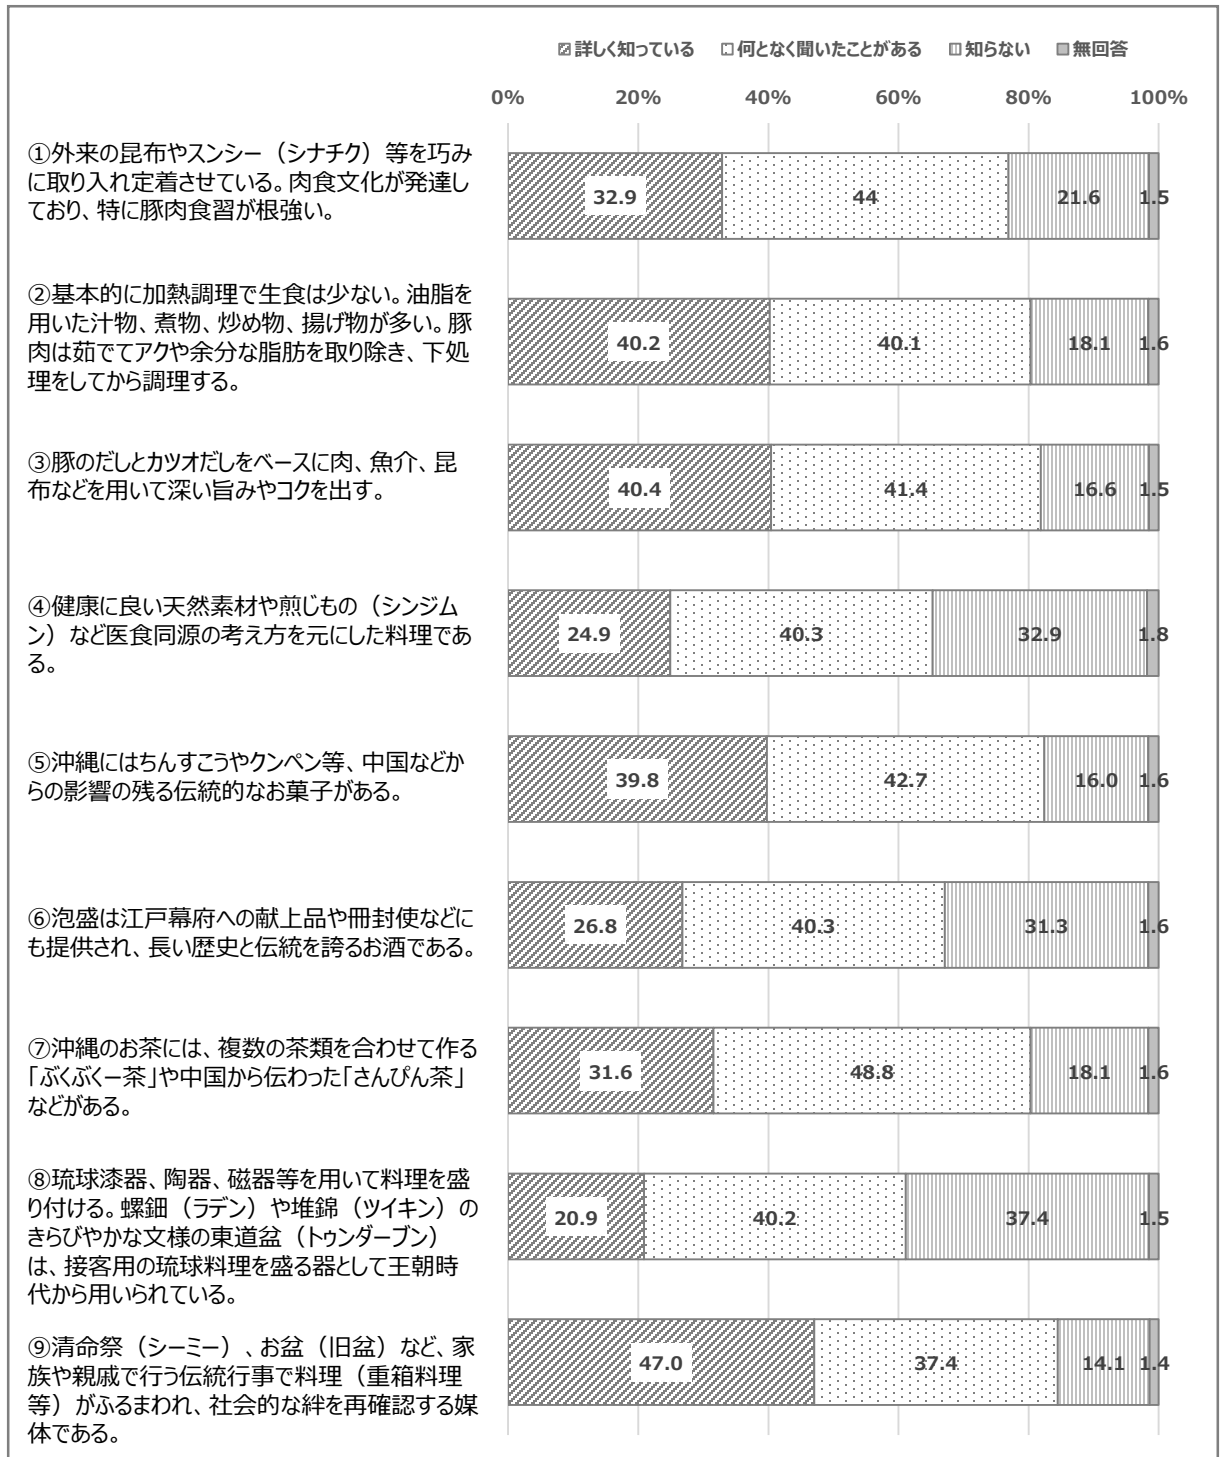 詳しく知っている 何となく聞いたことがある 知らない 無回答
0% 20% 40% 60% 80% 100%
①外来の昆布やスンシー（シナチク）等を巧み
に取り入れ定着させている。肉食文化が発達し
ており、特に豚肉食習が根強い。
32.9 44 21.6 1.5
②基本的に加熱調理で生食は少ない。油脂を
用いた汁物、煮物、炒め物、揚げ物が多い。豚
肉は茹でてアクや余分な脂肪を取り除き、下処
理をしてから調理する。
40.2 40.1 18.1 1.6
③豚のだしとカツオだしをベースに肉、魚介、昆
布などを用いて深い旨みやコクを出す。
40.4 41.4 16.6 1.5
④健康に良い天然素材や煎じもの（シンジム
ン）など医食同源の考え方を元にした料理であ
る。
24.9 40.3 32.9 1.8
⑤沖縄にはちんすこうやクンペン等、中国などか
らの影響の残る伝統的なお菓子がある。
39.8 42.7 16.0 1.6
⑥泡盛は江戸幕府への献上品や冊封使などに
も提供され、長い歴史と伝統を誇るお酒である。
26.8 40.3 31.3 1.6
⑦沖縄のお茶には、複数の茶類を合わせて作る
「ぶくぶくー茶」や中国から伝わった「さんぴん茶」
などがある。
31.6 48.8 18.1 1.6
⑧琉球漆器、陶器、磁器等を用いて料理を盛
り付ける。螺鈿（ラデン）や堆錦（ツイキン）の
きらびやかな文様の東道盆（トゥンダーブン）
は、接客用の琉球料理を盛る器として王朝時
代から用いられている。
20.9 40.2 37.4 1.5
⑨清明祭（シーミー）、お盆（旧盆）など、家
族や親戚で行う伝統行事で料理（重箱料理
等）がふるまわれ、社会的な絆を再確認する媒
体である。
47.0 37.4 14.1 1.4